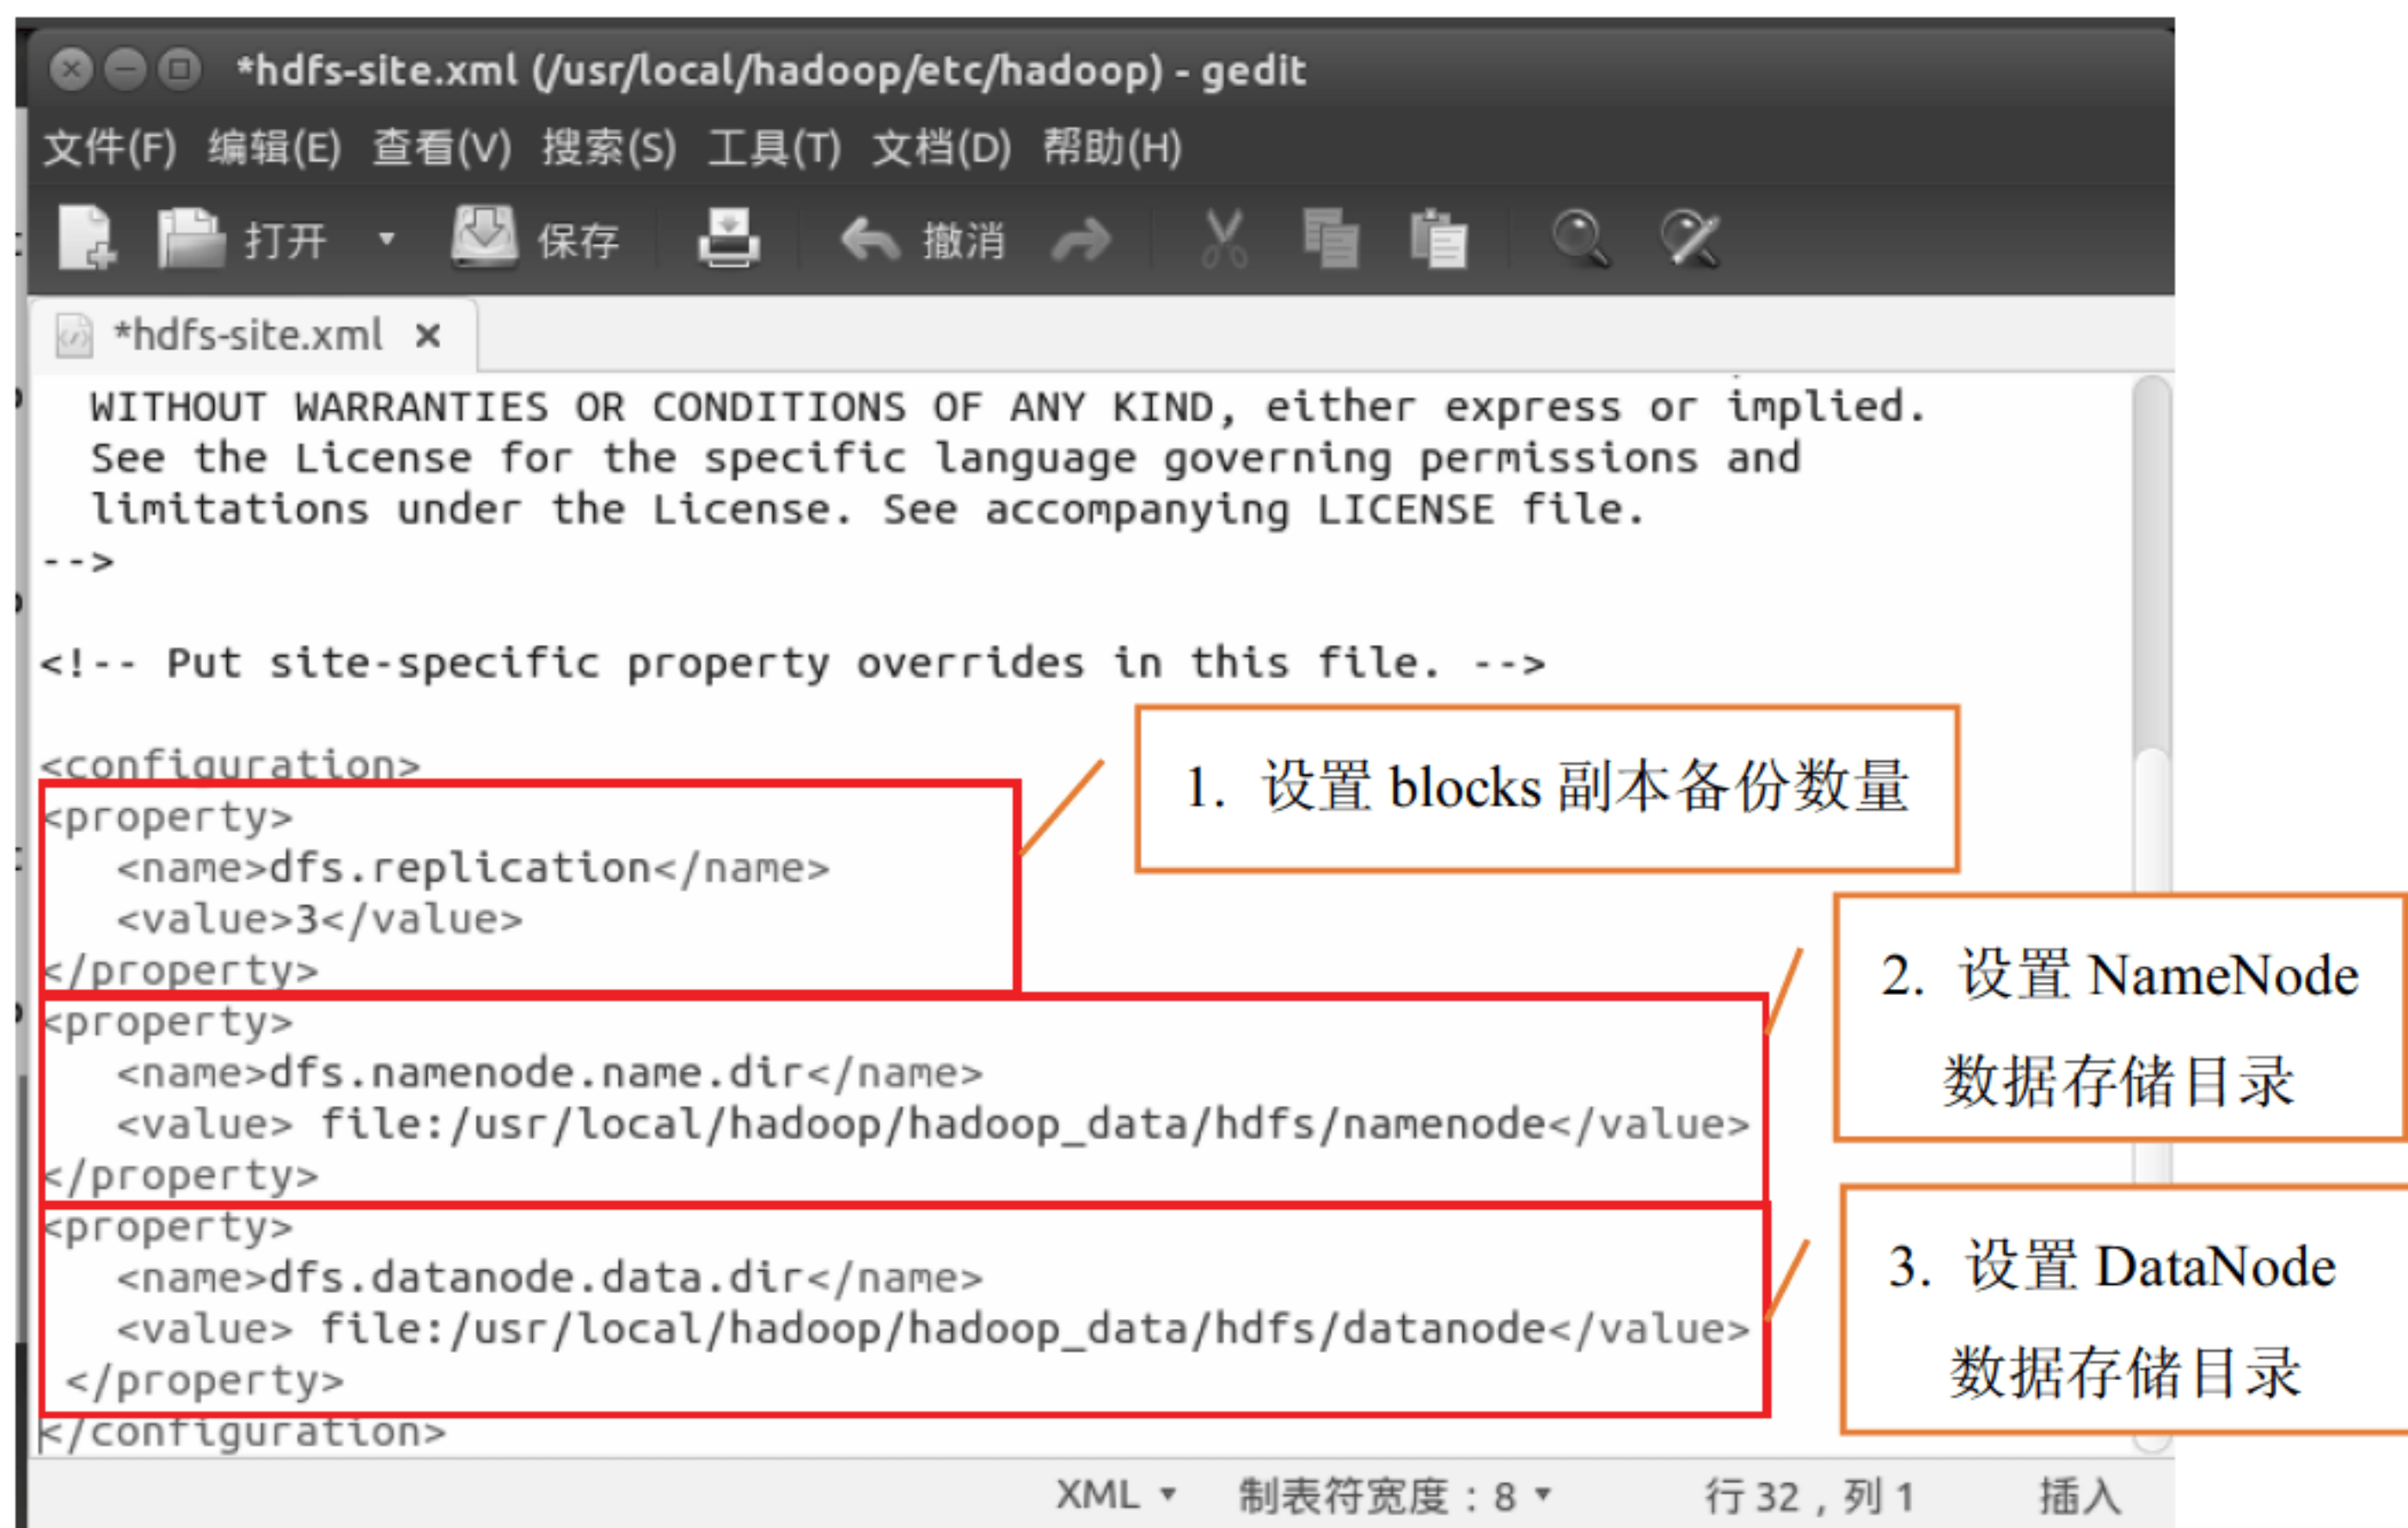 *hdfs-site.xml (/usr/local/hadoop/etc/hadoop) - gedit
文件(F) 编辑(E) 查看(V) 搜索(S) 工具(T) 文档(D) 帮助(H)
打开 保存 撤消
*hdfs-site.xml
WITHOUT WARRANTIES OR CONDITIONS OF ANY KIND, either express or implied.
See the License for the specific language governing permissions and
limitations under the License. See accompanying LICENSE file.
-->
<!-- Put site-specific property overrides in this file. -->
<configuration>
<property>
<name>dfs.replication</name>
<value>3</value>
</property>
<property>
<name>dfs.namenode.name.dir</name>
<value> file:/usr/local/hadoop/hadoop_data/hdfs/namenode</value>
</property>
<property>
<name>dfs.datanode.data.dir</name>
<value> file:/usr/local/hadoop/hadoop_data/hdfs/datanode</value>
</property>
</configuration>
1. 设置 blocks 副本备份数量
2. 设置 NameNode
数据存储目录
3. 设置 DataNode
数据存储目录
XML 制表符宽度：8 行 32，列 1 插入